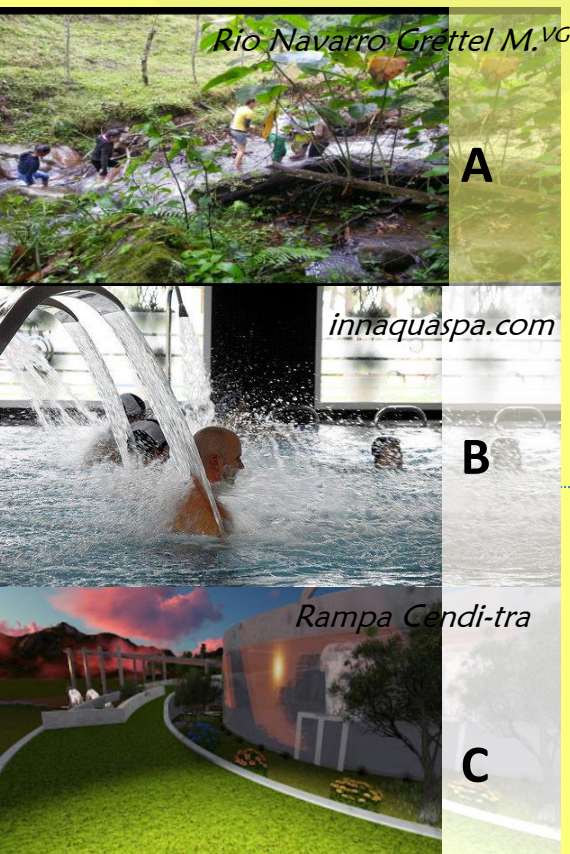 Rio Navarro Gréttel M.VG
A
innaquaspa.com
B
Rampa Cendi-tra
C